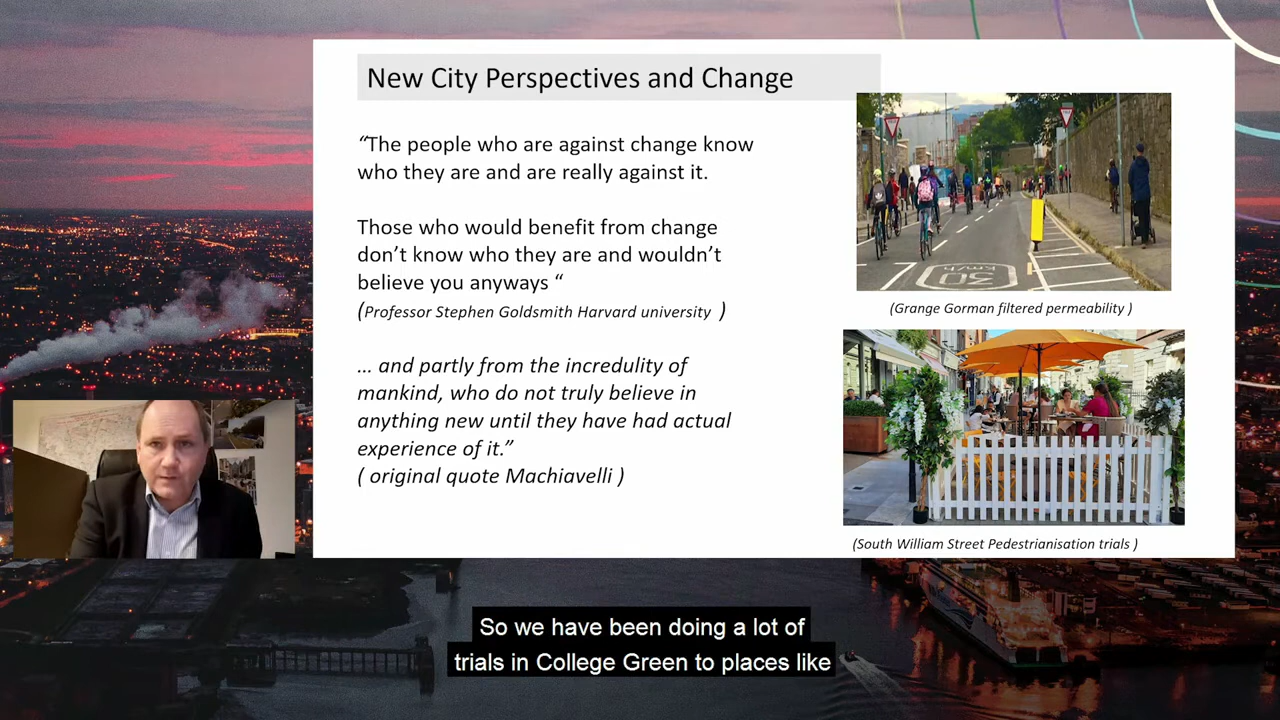 New City Perspectives and Change
“The people who are against change know
who they are and are really against it.
Those who would benefit from change
don’t know who they are and wouldn’t
believe you anyways “
(Professor Stephen Goldsmith Harvard university )
... and partly from the incredulity of
mankind, who do not truly believe in
anything new until they have had actual
experience of it.”
( original quote Machiavelli )
30
km/h
(Grange Gorman filtered permeability )
(South William Street Pedestrianisation trials )
So we have been doing a lot of
trials in College Green to places like